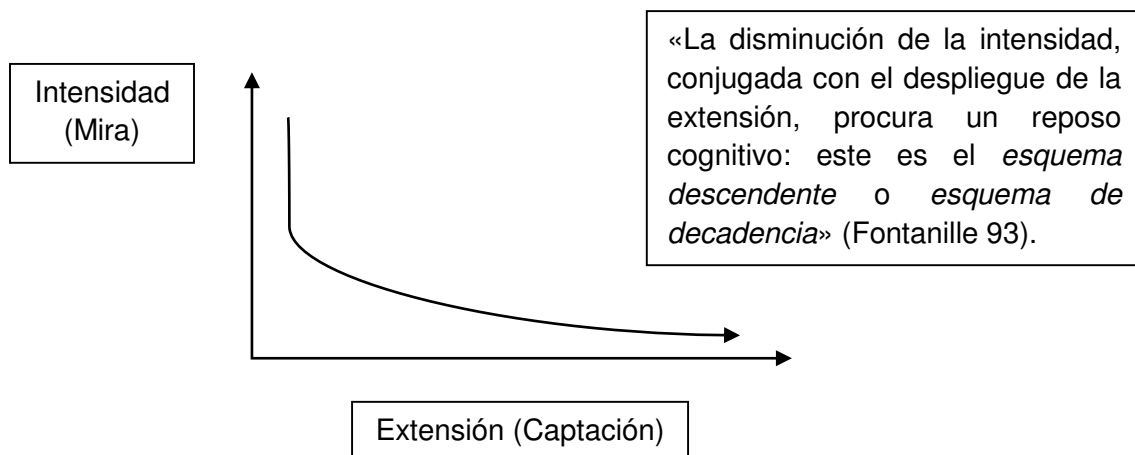 Intensidad
(Mira)
«La disminución de la intensidad,
conjugada con el despliegue de la
extensión, procura un reposo
cognitivo: este es el esquema
descendente o esquema de
decadencia» (Fontanille 93).
Extensión (Captación)